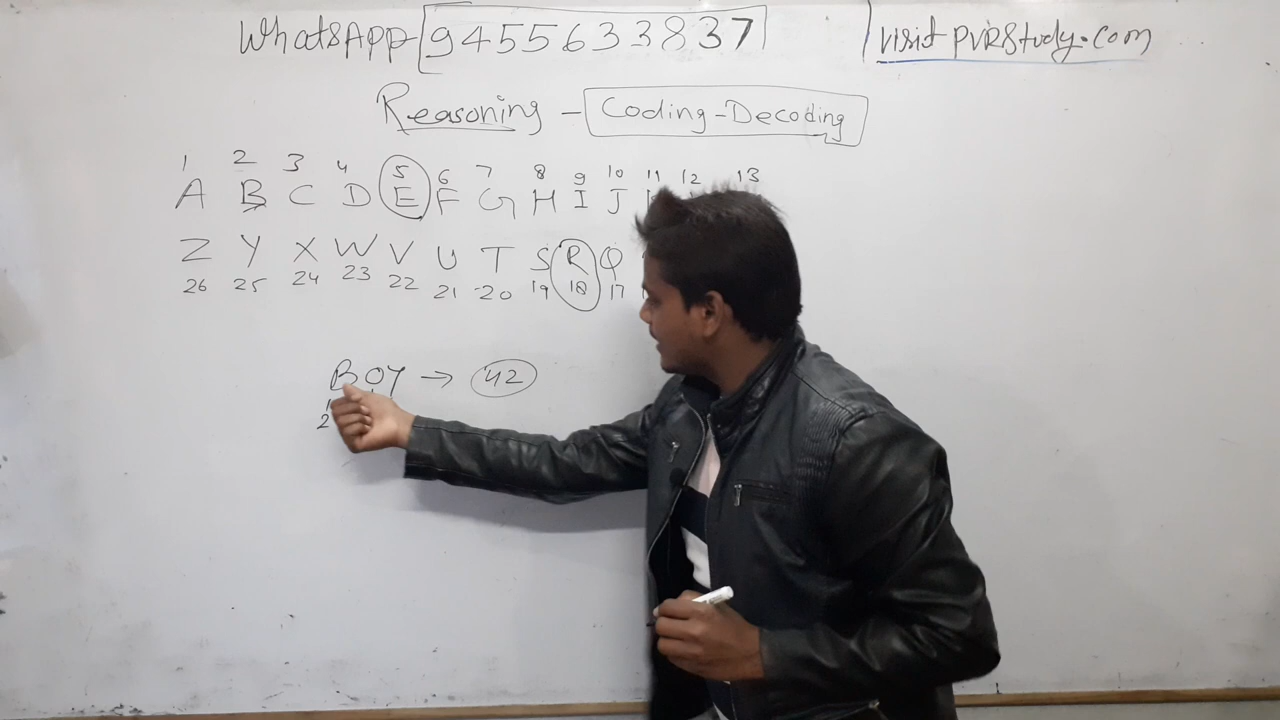 WhatsApp-9455633837
visit PVRStudy.com
Reasoning - Coding-Decoding
1 2 3 4 5 6 7 8 9 10 11 12 13
A B C D E F G H I J
Z Y X W V U T S R Q
26 25 24 23 22 21 20 19 18 17
BOY → 42
2